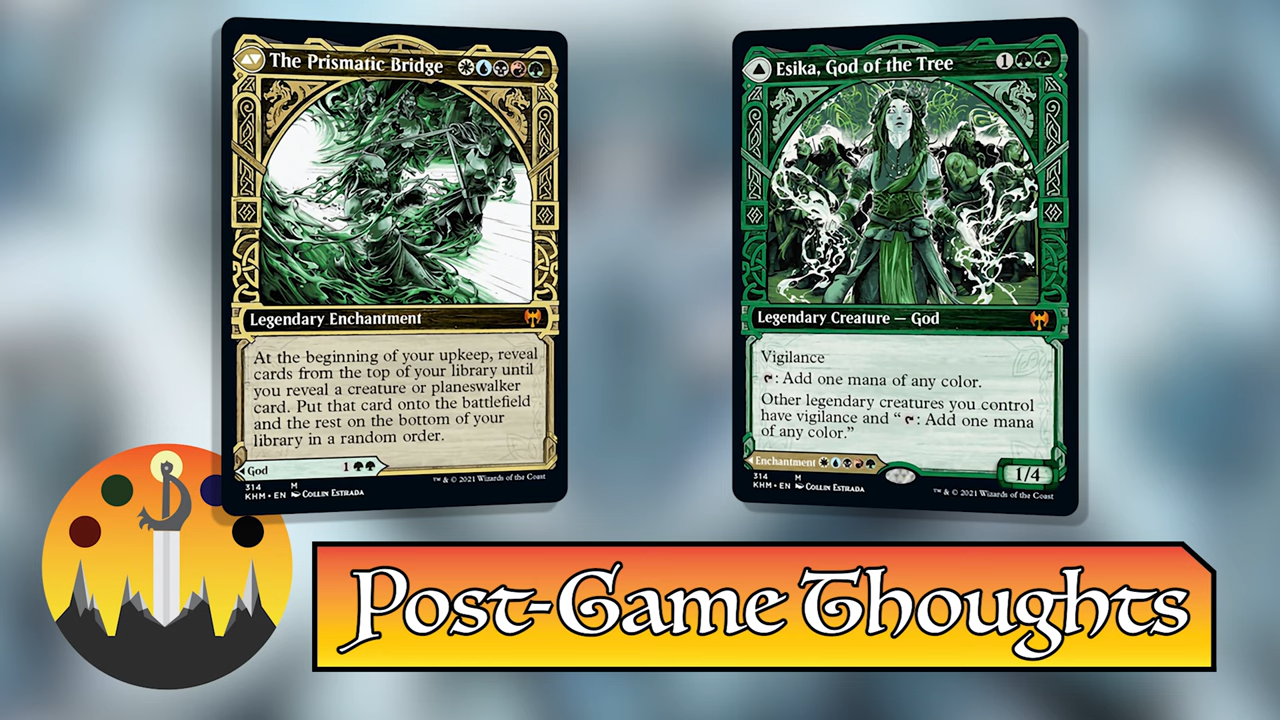 The Prismatic Bridge
Legendary Enchantment
At the beginning of your upkeep, reveal
cards from the top of your library until
you reveal a creature or planeswalker
card. Put that card onto the battlefield
and the rest on the bottom of your
library in a random order.
God 1
314 M
KHM • EN COLLIN ESTRADA
™ & © 2021 Wizards of the Coast
Esika, God of the Tree 1
Legendary Creature — God
Vigilance
: Add one mana of any color.
Other legendary creatures you control
have vigilance and “ : Add one mana
of any color.”
Enchantment
1/4
314 M
KHM • EN COLLIN ESTRADA
™ & © 2021 Wizards of the Coast
Post-Game Thoughts